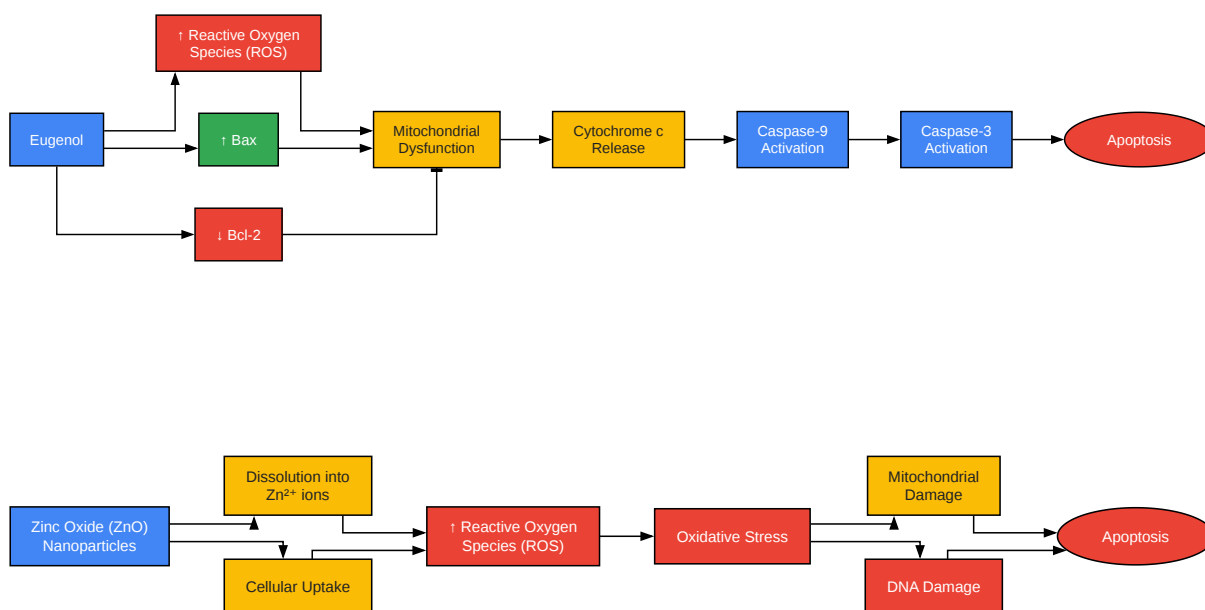 ↑ Reactive Oxygen
Species (ROS)
Eugenol
↑ Bax
Mitochondrial
Dysfunction
Cytochrome c
Release
Caspase-9
Activation
Caspase-3
Activation
Apoptosis
↓ Bcl-2
Dissolution into
Zn²⁺ ions
Mitochondrial
Damage
Zinc Oxide (ZnO)
Nanoparticles
↑ Reactive Oxygen
Species (ROS)
Oxidative Stress
Apoptosis
Cellular Uptake
DNA Damage